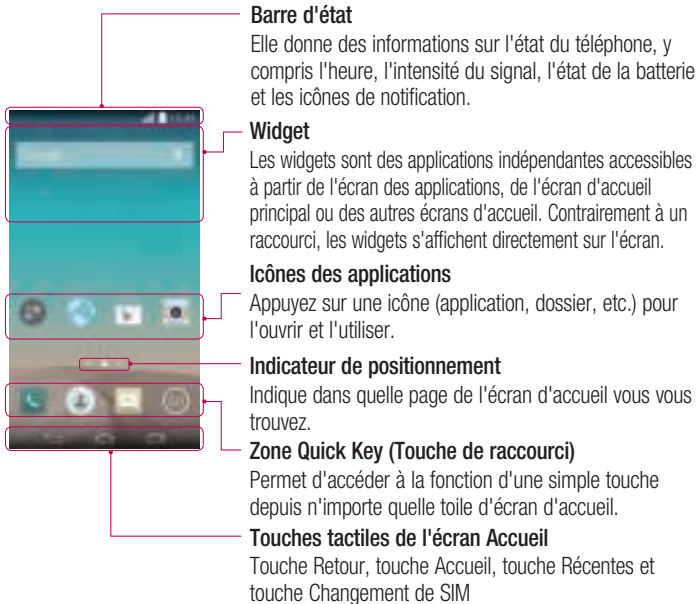 Barre d'état
Elle donne des informations sur l'état du téléphone, y
compris l'heure, l'intensité du signal, l'état de la batterie
et les icônes de notification.
Widget
Les widgets sont des applications indépendantes accessibles
à partir de l'écran des applications, de l'écran d'accueil
principal ou des autres écrans d'accueil. Contrairement à un
raccourci, les widgets s'affichent directement sur l'écran.
Icônes des applications
Appuyez sur une icône (application, dossier, etc.) pour
l'ouvrir et l'utiliser.
Indicateur de positionnement
Indique dans quelle page de l'écran d'accueil vous vous
trouvez.
Zone Quick Key (Touche de raccourci)
Permet d'accéder à la fonction d'une simple touche
depuis n'importe quelle toile d'écran d'accueil.
Touches tactiles de l'écran Accueil
Touche Retour, touche Accueil, touche Récentes et
touche Changement de SIM